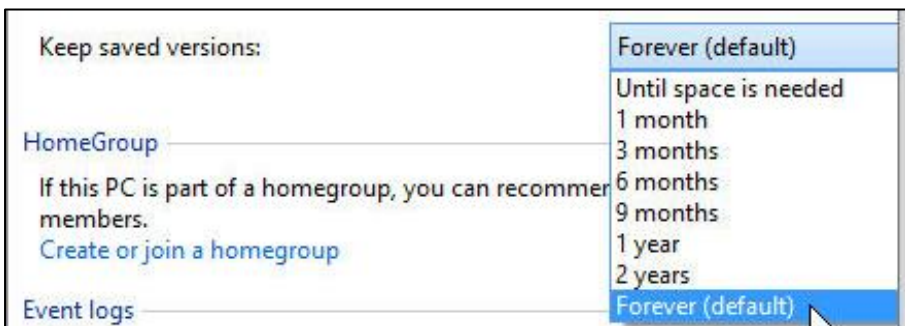 Keep saved versions:
Forever (default)
Until space is needed
1 month
3 months
6 months
9 months
1 year
2 years
Forever (default)
HomeGroup
If this PC is part of a homegroup, you can recommen
members.
Create or join a homegroup
Event logs